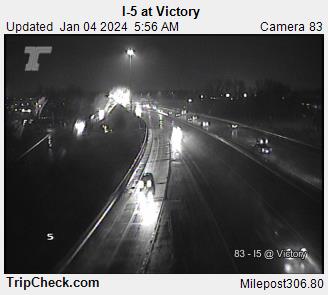 I-5 at Victory
Updated Jan 04 2024 5:56 AM Camera 83
T
S
83 - I5 @ Victory
TripCheck.com Milepost306.80